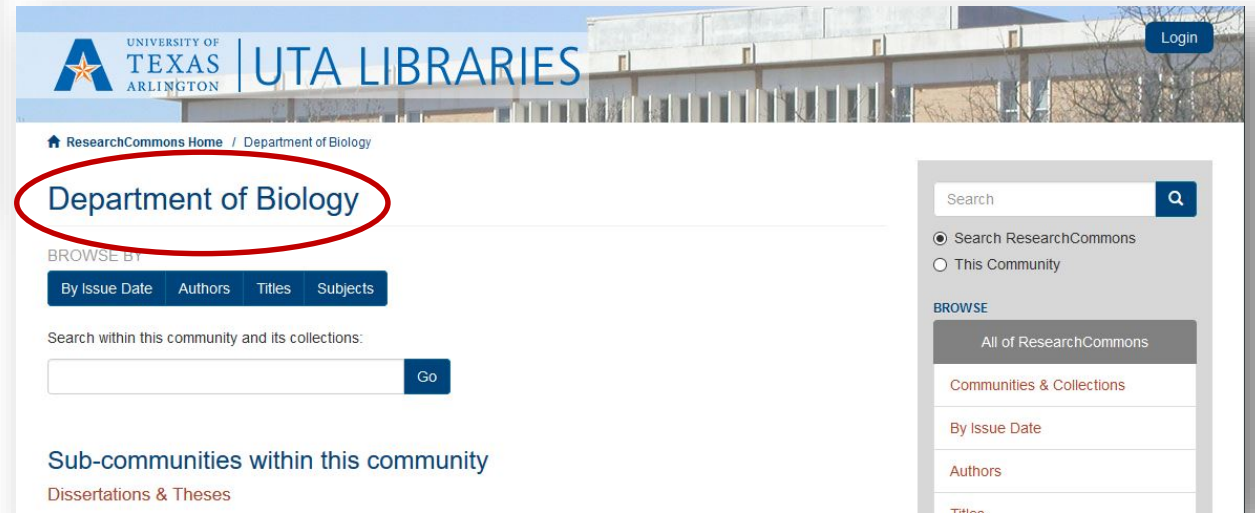 UNIVERSITY OF
TEXAS
ARLINGTON
UTA LIBRARIES
Login
ResearchCommons Home / Department of Biology
Department of Biology
BROWSE BY
By Issue Date Authors Titles Subjects
Search within this community and its collections:
Go
Sub-communities within this community
Dissertations & Theses
Search
Search ResearchCommons
This Community
BROWSE
All of ResearchCommons
Communities & Collections
By Issue Date
Authors
Titles